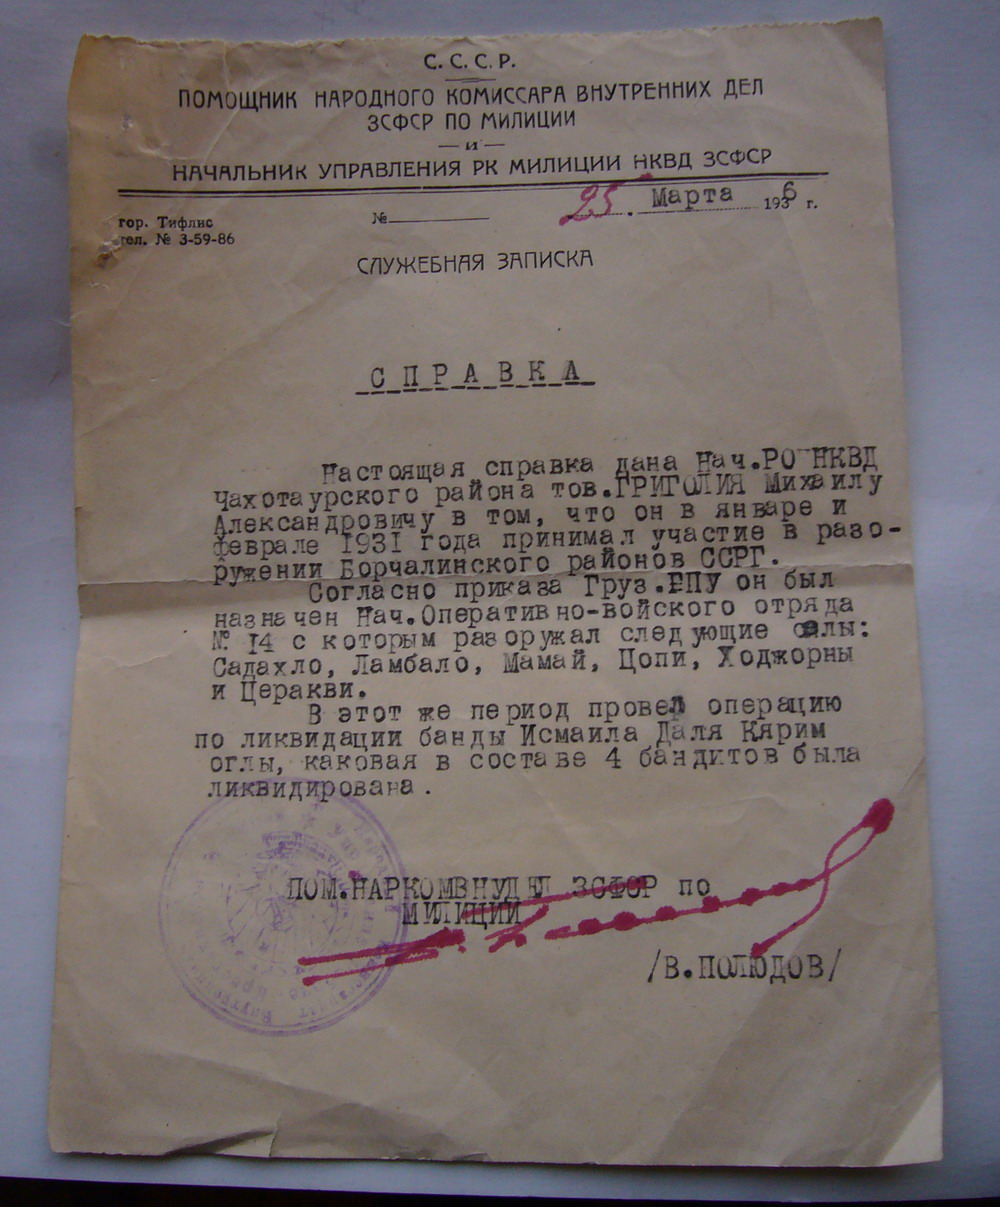 С. С. С. Р.
ПОМОЩНИК НАРОДНОГО КОМИССАРА ВНУТРЕННИХ ДЕЛ
ЗСФСР ПО МИЛИЦИИ
— и —
НАЧАЛЬНИК УПРАВЛЕНИЯ РК МИЛИЦИИ НКВД ЗСФСР
гор. Тифлис
тел. № 3-59-86
№
25. Марта 1936 г.
СЛУЖЕБНАЯ ЗАПИСКА
СПРАВКА
Настоящая справка дана Нач.РО НКВД
Чахотаурского района тов.ГРИГОЛИЯ Михаилу
Александровичу в том, что он в январе и
феврале 1931 года принимал участие в разо-
ружении Борчалинского районов ССРГ.
Согласно приказа Груз.ГПУ он был
назначен Нач.Оперативно-войского отряда
№ 14 с которым разоружал следующие селы:
Садахло, Ламбало, Мамай, Цопи, Ходжорны
и Церакви.
В этот же период провел операцию
по ликвидации банды Исмаила Даля Кярим
оглы, каковая в составе 4 бандитов была
ликвидирована.
ПОМ.НАРКОМВНУДЕЛ ЗСФСР по
МИЛИЦИИ
/В.ПОЛЮДОВ/